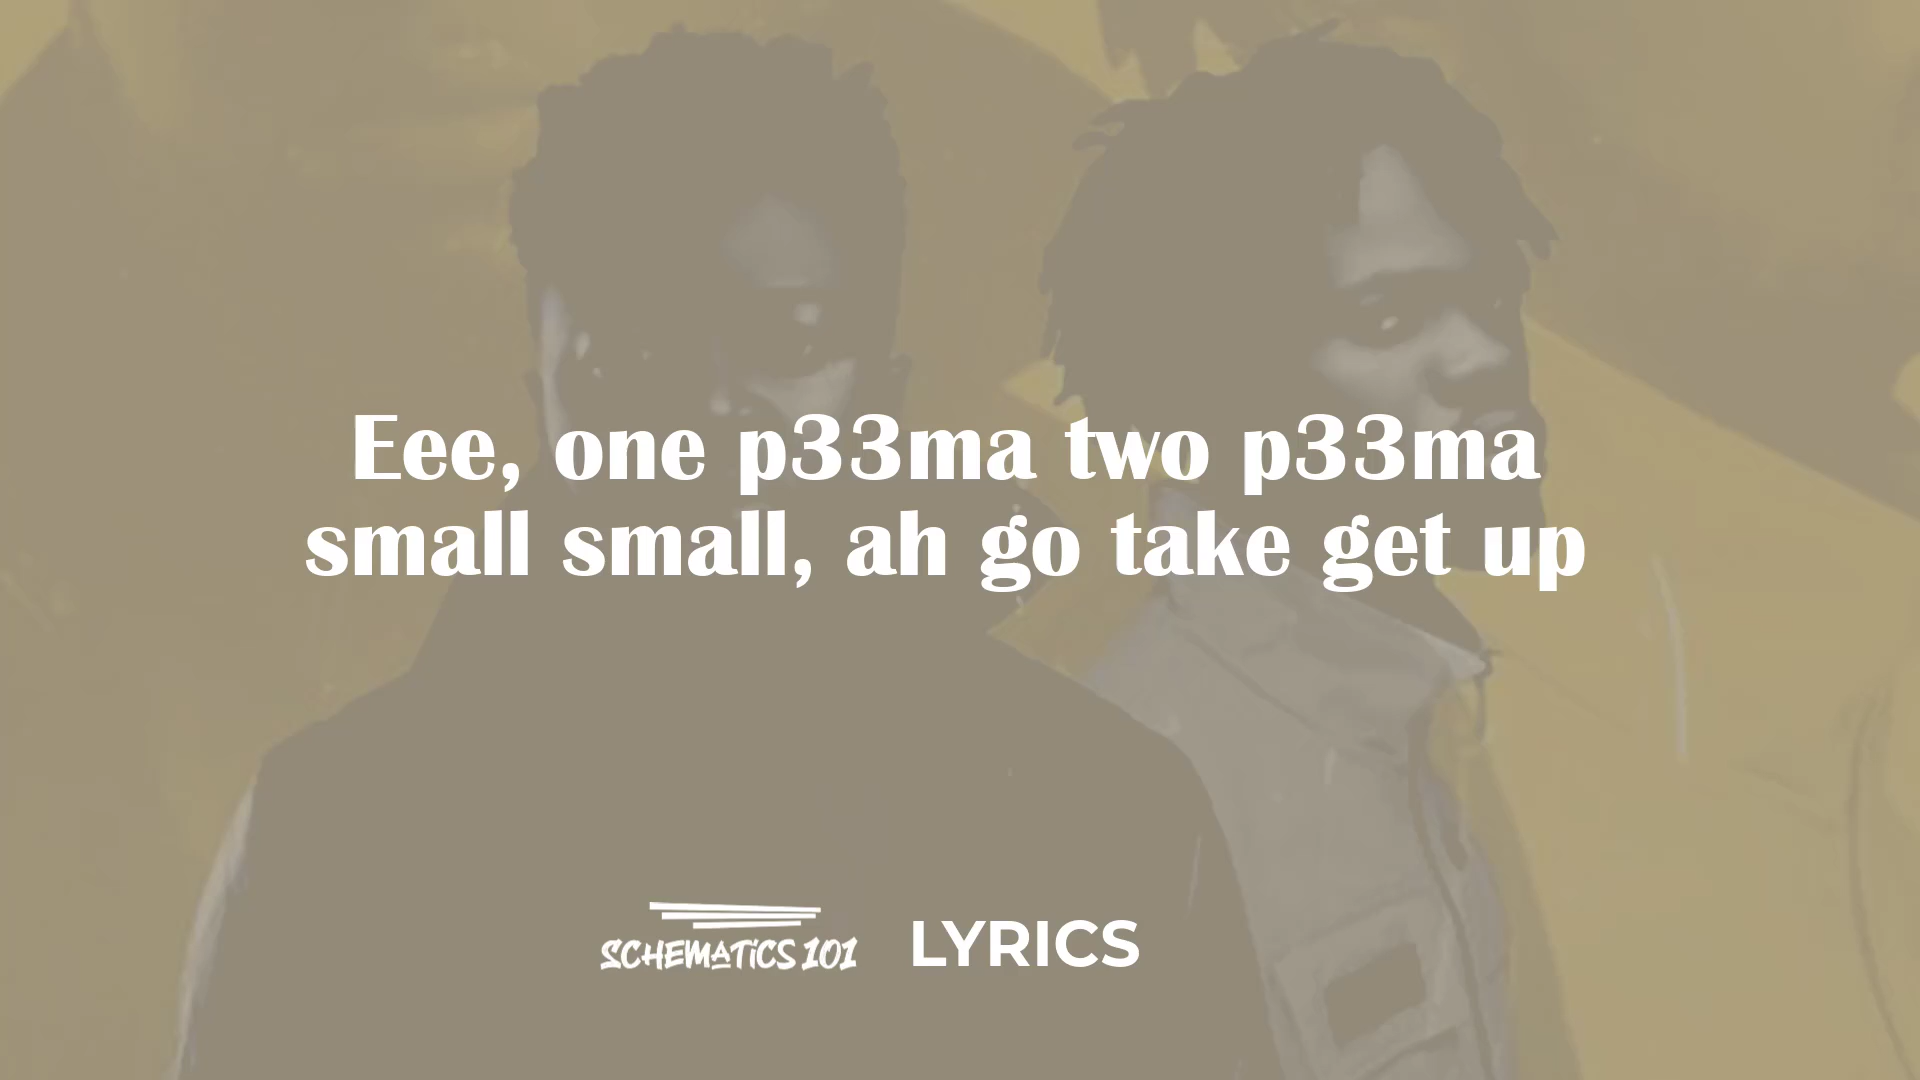 Eee, one p33ma two p33ma
small small, ah go take get up
SCHEMATICS 101
LYRICS